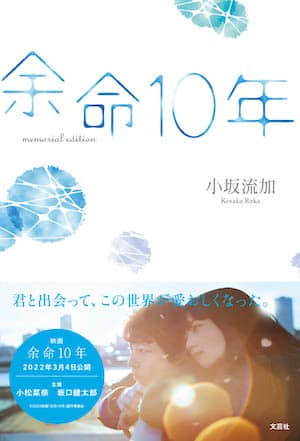 余命10年
memorial edition
小坂流加
Kosaka Ruka
君と出会って、この世界が愛おしくなった。
映画
余命10年
2022年3月4日公開
主演
小松菜奈 坂口健太郎
文芸社